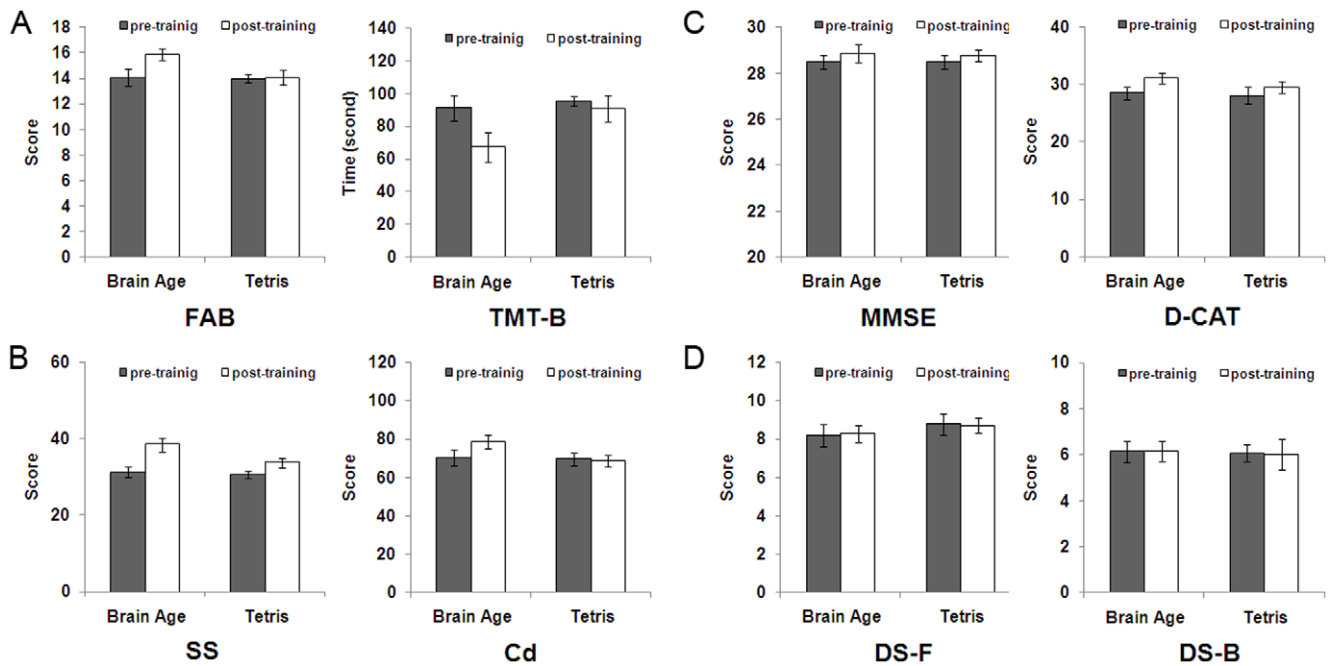 A
pre-trainig post-training
18
16
14
12
10
8
6
4
2
0
Score
Brain Age Tetris
FAB
pre-trainig post-training
140
120
100
80
60
40
20
0
Time (scond)
Brain Age Tetris
TMT-B
B
pre-trainig post-training
60
40
20
0
Score
Brain Age Tetris
SS
pre-trainig post-training
120
100
80
60
40
20
0
Score
Brain Age Tetris
Cd
C
pre-trainig post-training
30
28
26
24
22
20
Score
Brain Age Tetris
MMSE
pre-trainig post-training
40
30
20
10
0
Score
Brain Age Tetris
D-CAT
D
pre-trainig post-training
12
10
8
6
4
2
0
Score
Brain Age Tetris
DS-F
pre-trainig post-training
10
8
6
4
2
0
Score
Brain Age Tetris
DS-B